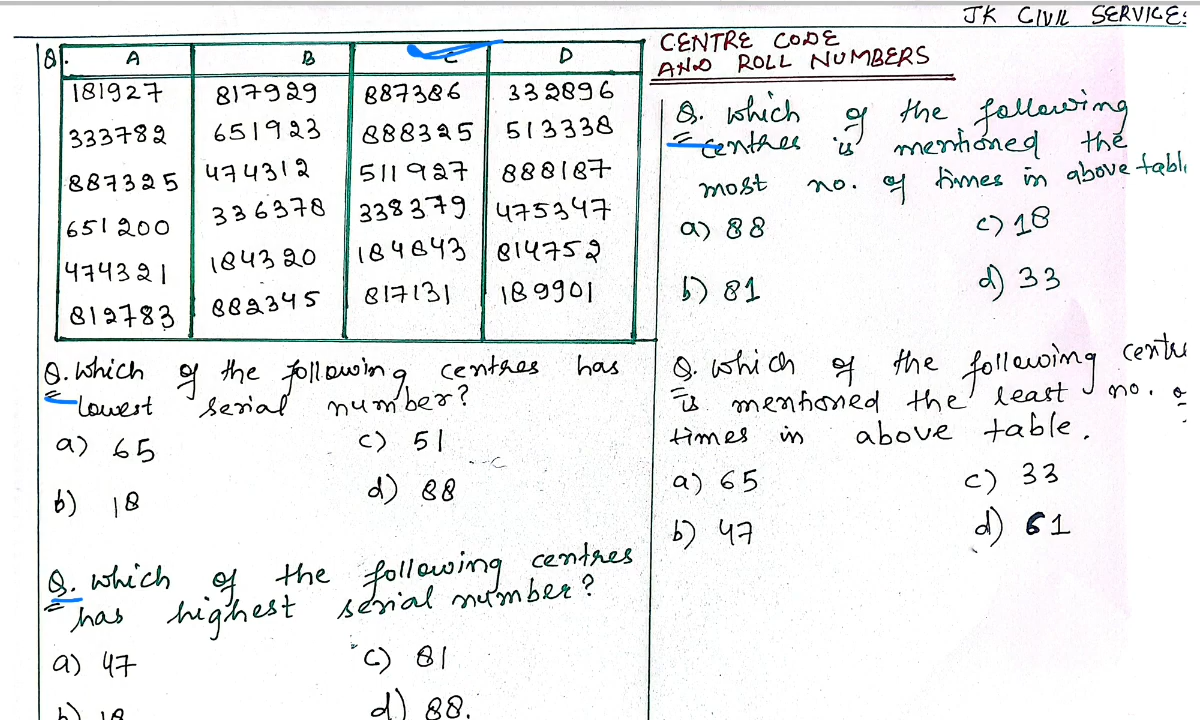 JK CIVIL SERVICES
Q. A B C D
181927 817929 887386 332896
333782 651923 888325 513338
887325 474312 511927 888187
651200 336378 338379 475347
474321 184320 184843 814752
812783 882345 817131 189901
Q. Which of the following centres has
lowest serial number?
a) 65 c) 51
b) 18 d) 88
Q. Which of the following centres
has highest serial number?
a) 47 c) 81
b) 18 d) 88.
CENTRE CODE
AND ROLL NUMBERS
Q. Which of the following
centres is mentioned the
most no. of times in above table
a) 88 c) 18
b) 81 d) 33
Q. Which of the following centre
is mentioned the least no. of
times in above table.
a) 65 c) 33
b) 47 d) 61